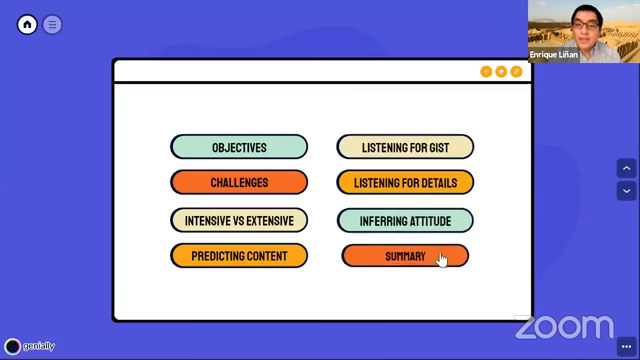 Enrique Liñan
OBJECTIVES
CHALLENGES
INTENSIVE VS EXTENSIVE
PREDICTING CONTENT
LISTENING FOR GIST
LISTENING FOR DETAILS
INFERRING ATTITUDE
SUMMARY
genially
zoom